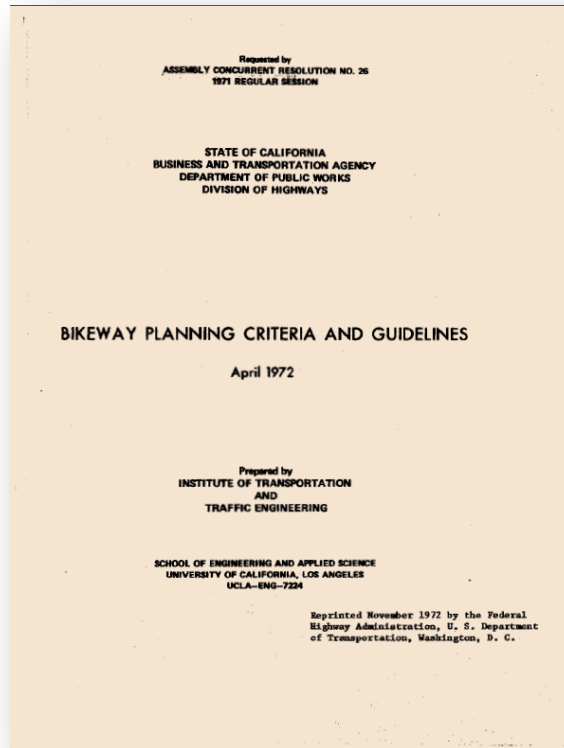 Requested by
ASSEMBLY CONCURRENT RESOLUTION NO. 26
1971 REGULAR SESSION
STATE OF CALIFORNIA
BUSINESS AND TRANSPORTATION AGENCY
DEPARTMENT OF PUBLIC WORKS
DIVISION OF HIGHWAYS
BIKEWAY PLANNING CRITERIA AND GUIDELINES
April 1972
Prepared by
INSTITUTE OF TRANSPORTATION
AND
TRAFFIC ENGINEERING
SCHOOL OF ENGINEERING AND APPLIED SCIENCE
UNIVERSITY OF CALIFORNIA, LOS ANGELES
UCLA-ENG-7224
Reprinted November 1972 by the Federal
Highway Administration, U. S. Department
of Transportation, Washington, D. C.